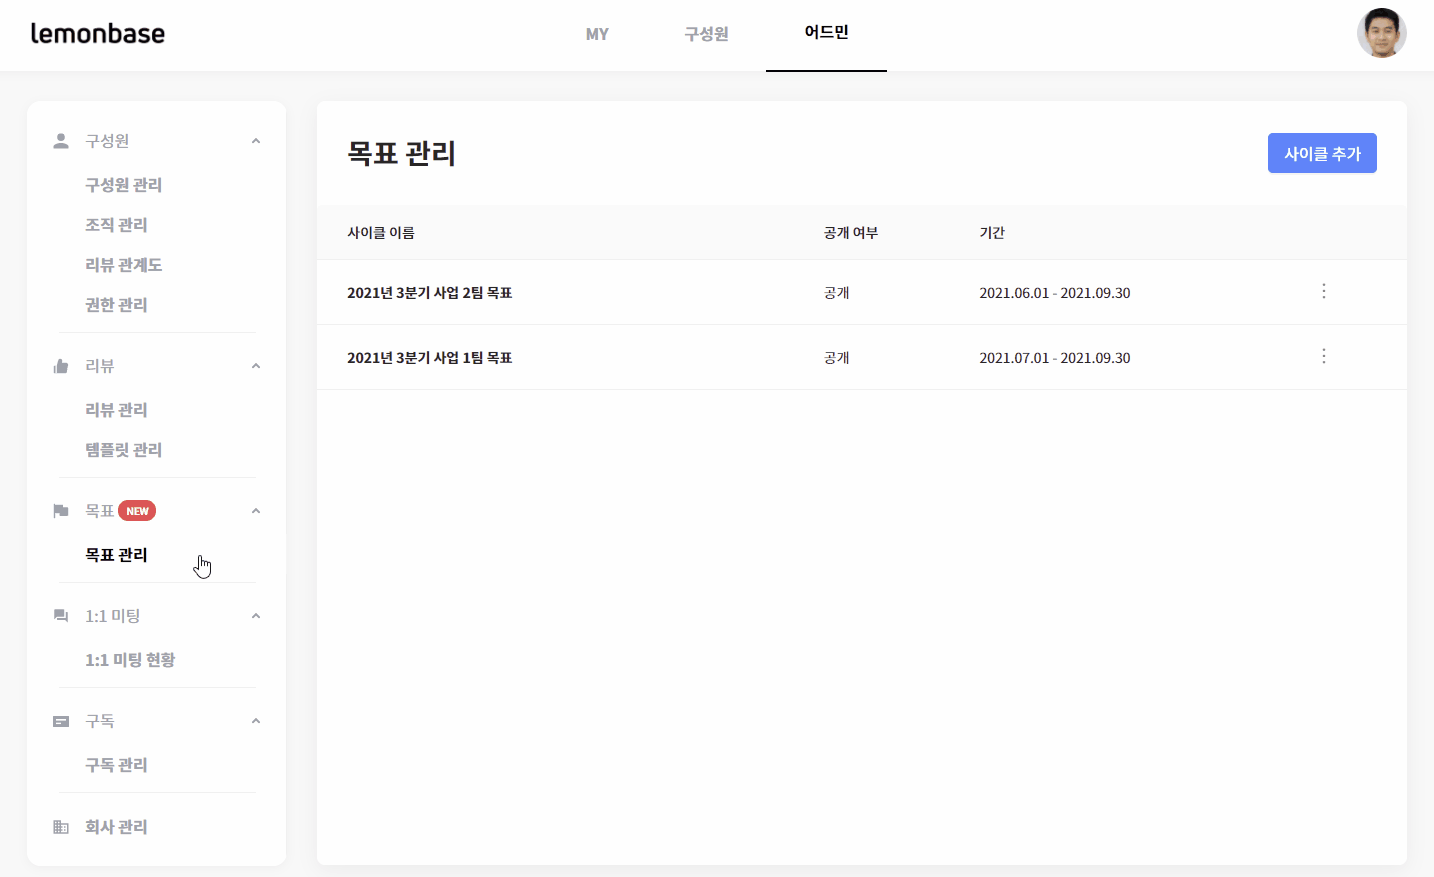 lemonbase
MY
구성원
어드민
구성원
구성원 관리
조직 관리
리뷰 관계도
권한 관리
리뷰
리뷰 관리
템플릿 관리
목표 NEW
목표 관리
1:1 미팅
1:1 미팅 현황
구독
구독 관리
회사 관리
목표 관리
사이클 추가
사이클 이름 공개 여부 기간
2021년 3분기 사업 2팀 목표 공개 2021.06.01 - 2021.09.30
2021년 3분기 사업 1팀 목표 공개 2021.07.01 - 2021.09.30